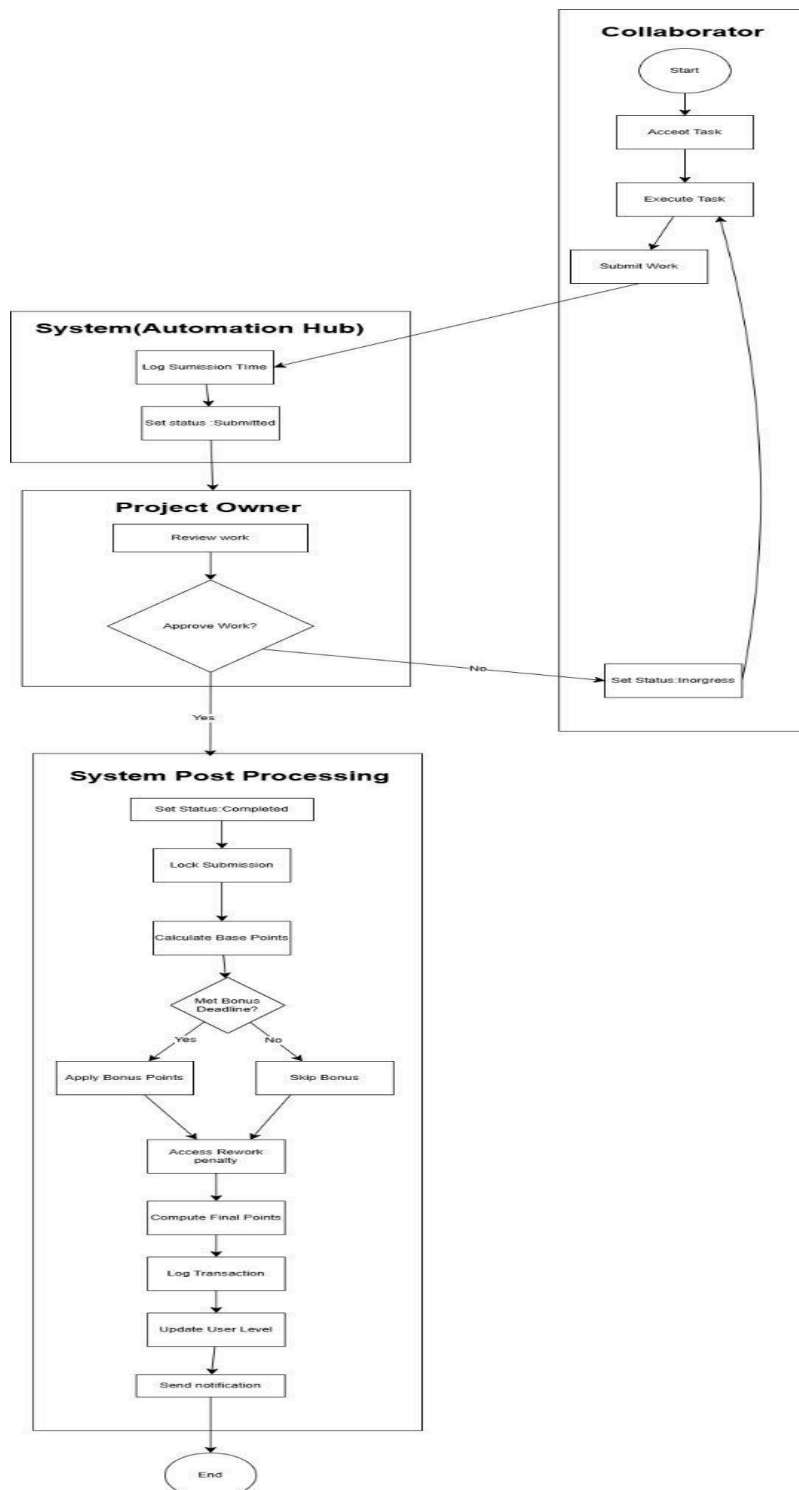 Collaborator
Start
Acceot Task
Execute Task
Submit Work
System(Automation Hub)
Log Sumission TIme
Set status :Submitted
Project Owner
Review work
Approve Work?
No
Set Status:Inorgress
Yes
System Post Processing
Set Status:Completed
Lock Submission
Calculate Base Points
Met Bonus
Deadline?
Yes
No
Apply Bonus Points
Skip Bonus
Access Rework
penalty
Compute Final Points
Log Transaction
Update User Level
Send notification
End